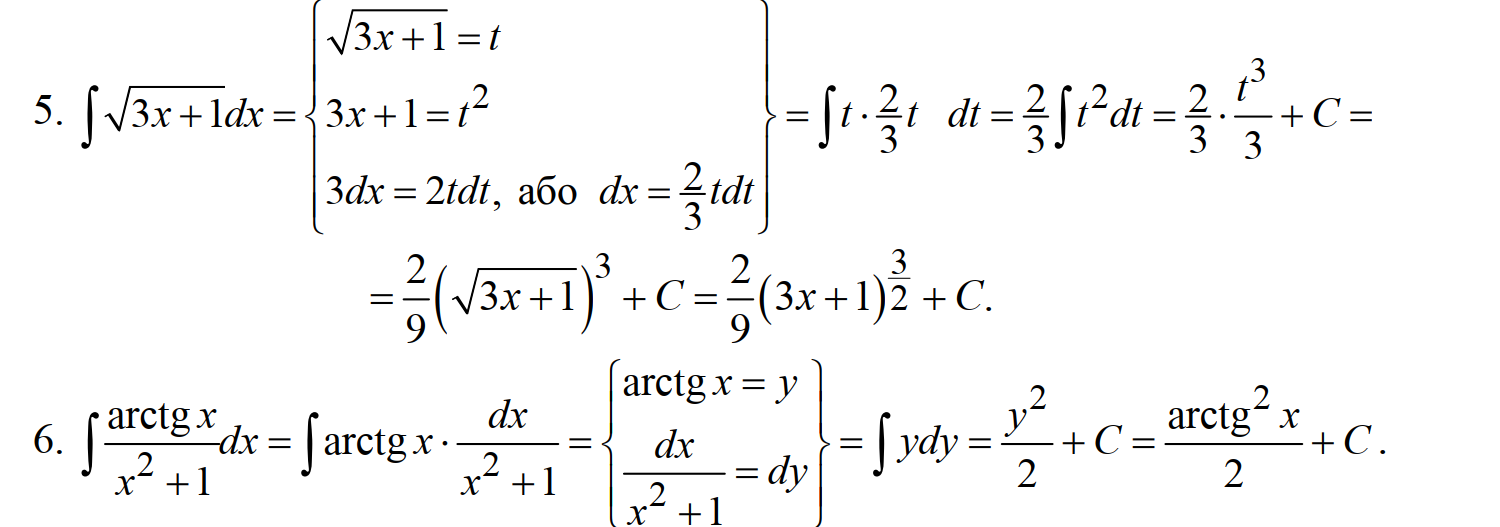 5. ∫√(3x+1)dx = { √(3x+1) = t
3x+1 = t²
3dx = 2tdt, або dx = 2/3 tdt } = ∫t·2/3 t dt = 2/3 ∫t²dt = 2/3 · t³/3 + C =
= 2/9 (√(3x+1))³ + C = 2/9 (3x+1)^(3/2) + C.
6. ∫ arctg x/(x²+1) dx = ∫ arctg x · dx/(x²+1) = { arctg x = y
dx/(x²+1) = dy } = ∫ ydy = y²/2 + C = arctg² x/2 + C.